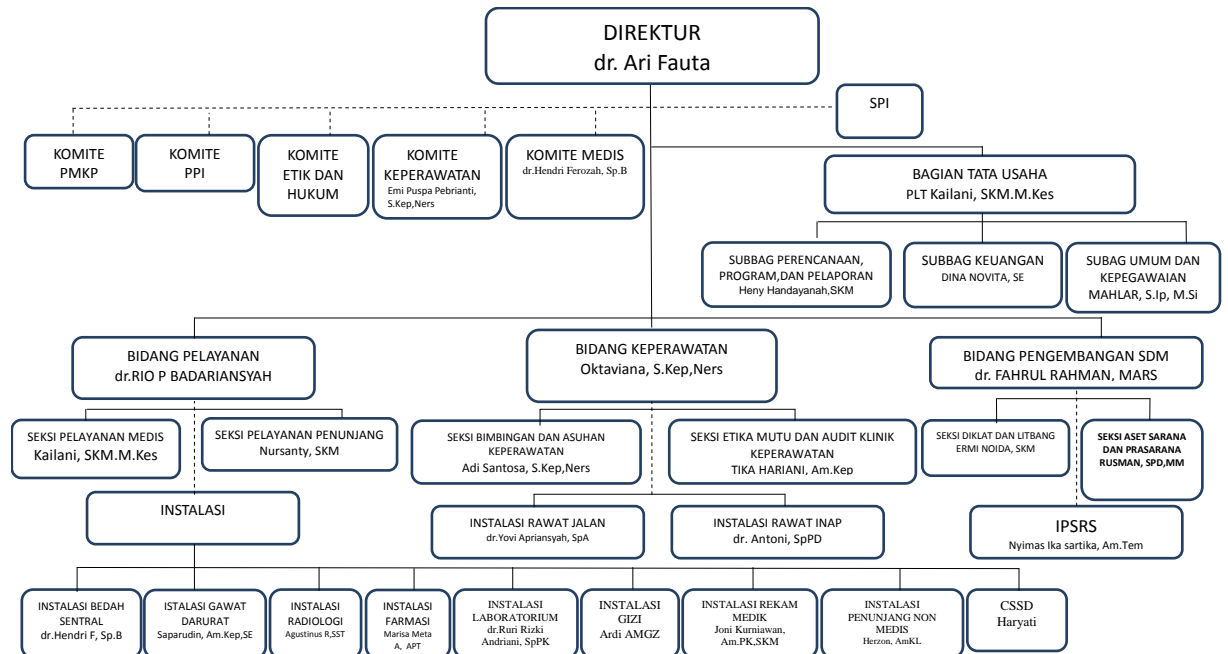 DIREKTUR
dr. Ari Fauta
SPI
KOMITE
PMKP
KOMITE
PPI
KOMITE
ETIK DAN
HUKUM
KOMITE
KEPERAWATAN
Emi Puspa Pebrianti,
S.Kep,Ners
KOMITE MEDIS
dr.Hendri Ferozah, Sp.B
BAGIAN TATA USAHA
PLT Kailani, SKM.M.Kes
SUBBAG PERENCANAAN,
PROGRAM,DAN PELAPORAN
Heny Handayanah,SKM
SUBBAG KEUANGAN
DINA NOVITA, SE
SUBAG UMUM DAN
KEPEGAWAIAN
MAHLAR, S.Ip, M.Si
BIDANG PELAYANAN
dr.RIO P BADARIANSYAH
BIDANG KEPERAWATAN
Oktaviana, S.Kep,Ners
BIDANG PENGEMBANGAN SDM
dr. FAHRUL RAHMAN, MARS
SEKSI PELAYANAN MEDIS
Kailani, SKM.M.Kes
SEKSI PELAYANAN PENUNJANG
Nursanty, SKM
SEKSI BIMBINGAN DAN ASUHAN
KEPERAWATAN
Adi Santosa, S.Kep,Ners
SEKSI ETIKA MUTU DAN AUDIT KLINIK
KEPERAWATAN
TIKA HARIANI, Am.Kep
SEKSI DIKLAT DAN LITBANG
ERMI NOIDA, SKM
SEKSI ASET SARANA
DAN PRASARANA
RUSMAN, SPD,MM
INSTALASI
INSTALASI RAWAT JALAN
dr.Yovi Apriansyah, SpA
INSTALASI RAWAT INAP
dr. Antoni, SpPD
IPSRS
Nyimas Ika sartika, Am.Tem
INSTALASI BEDAH
SENTRAL
dr.Hendri F, Sp.B
ISTALASI GAWAT
DARURAT
Saparudin, Am.Kep,SE
INSTALASI
RADIOLOGI
Agustinus R,SST
INSTALASI
FARMASI
Marisa Meta
A, APT
INSTALASI
LABORATORIUM
dr.Ruri Rizki
Andriani, SpPK
INSTALASI
GIZI
Ardi AMGZ
INSTALASI REKAM
MEDIK
Joni Kurniawan,
Am.PK,SKM
INSTALASI
PENUNJANG NON
MEDIS
Herzon, AmKL
CSSD
Haryati